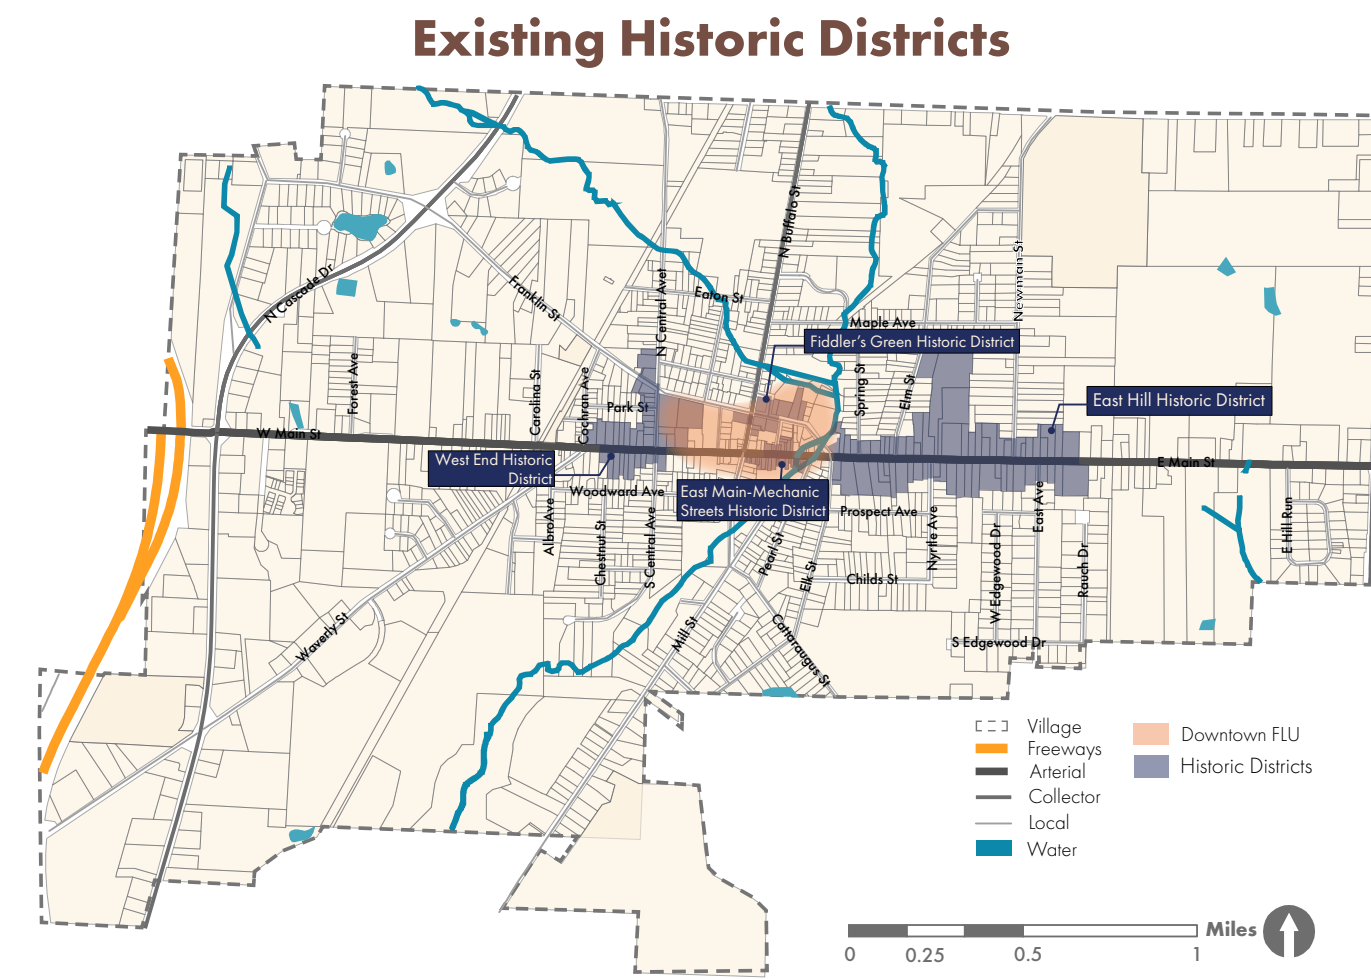 Existing Historic Districts
N Buffalo St
N Cascade Dr
Franklin St
N Central Avet
Eaton St
Newman St
Maple Ave
Fiddler's Green Historic District
Forest Ave
Carolina St
Cochran Ave
Park St
Spring St
Elm St
East Hill Historic District
W Main St
West End Historic
District
E Main St
Woodward Ave
East Main-Mechanic
Streets Historic District
Albro Ave
Chestnut St
S Central Ave
Prospect Ave
Myrtle Ave
East Ave
E Hill Run
Pearl St
Elk St
Childs St
W Edgewood Dr
Rauch Dr
Waverly St
Mill St
Cattaraugus St
S Edgewood Dr
Village
Freeways
Arterial
Collector
Local
Water
Downtown FLU
Historic Districts
Miles
0
0.25
0.5
1